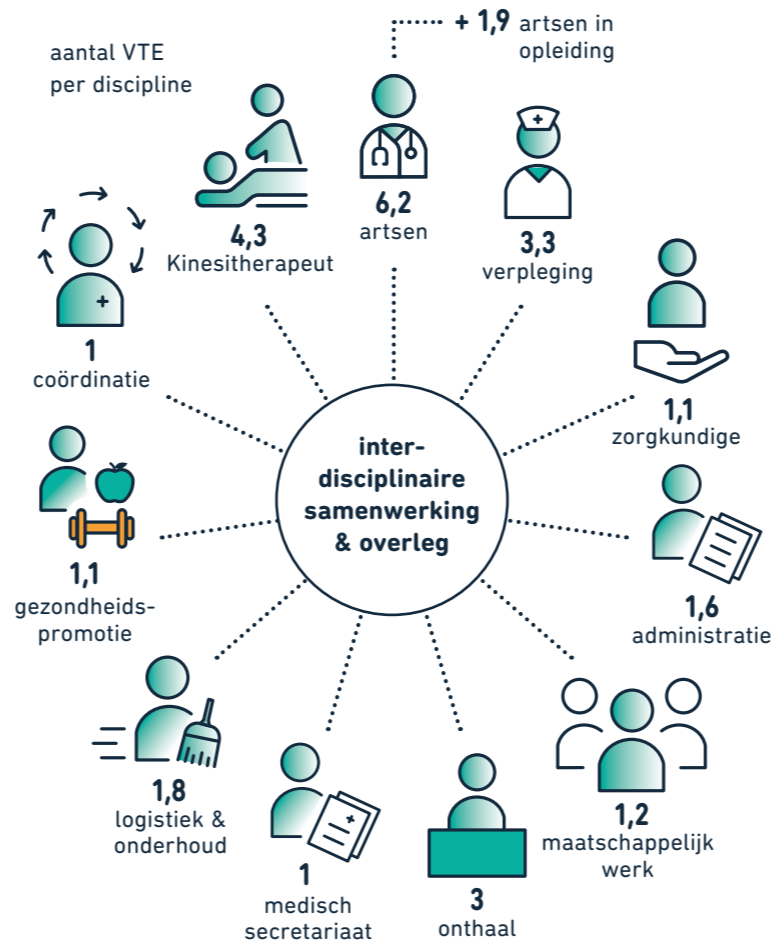 aantal VTE
per discipline
+ 1,9 artsen in
opleiding
6,2
artsen
3,3
verpleging
1,1
zorgkundige
1,6
administratie
1,2
maatschappelijk
werk
3
onthaal
1
medisch
secretariaat
1,8
logistiek &
onderhoud
1,1
gezondheids-
promotie
1
coördinatie
4,3
Kinesitherapeut
inter-
disciplinaire
samenwerking
& overleg